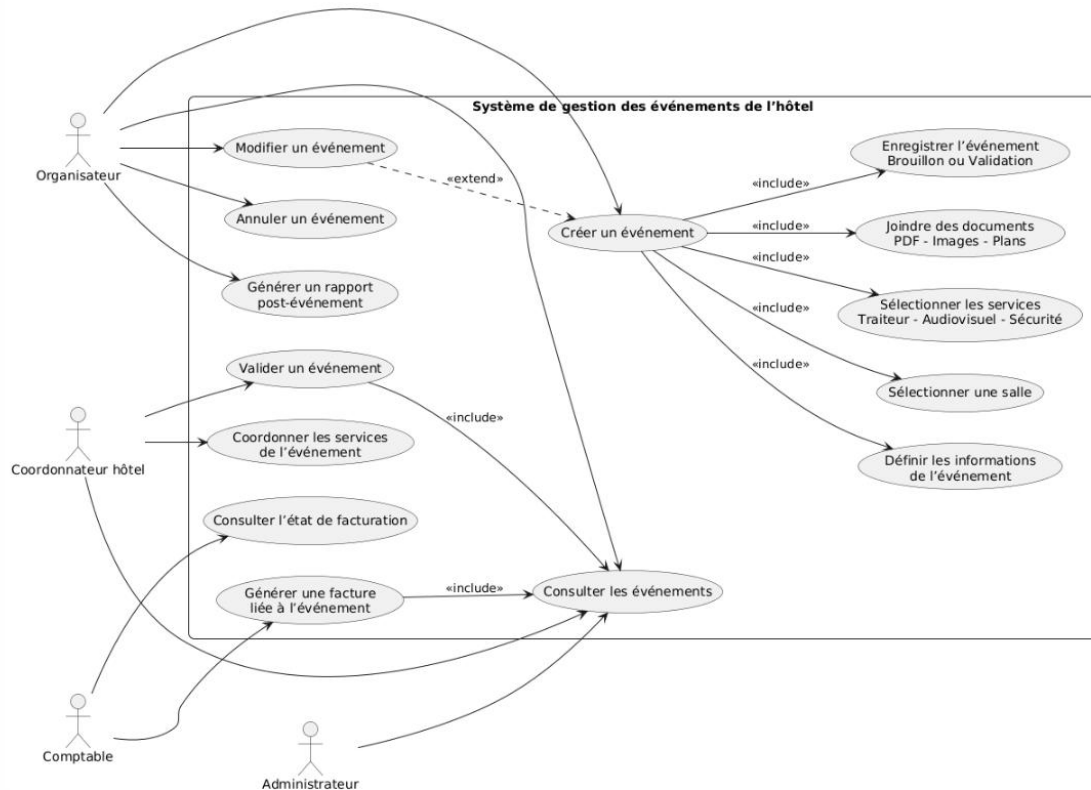 Système de gestion des événements de l’hôtel
Organisateur
Modifier un événement
«extend»
Annuler un événement
Créer un événement
Générer un rapport
post-événement
«include»
Enregistrer l’événement
Brouillon ou Validation
«include»
Joindre des documents
PDF - Images - Plans
«include»
Sélectionner les services
Traiteur - Audiovisuel - Sécurité
«include»
Sélectionner une salle
«include»
Définir les informations
de l’événement
Coordonnateur hôtel
Valider un événement
«include»
Coordonner les services
de l’événement
Consulter l’état de facturation
Générer une facture
liée à l’événement
«include»
Consulter les événements
Comptable
Administrateur